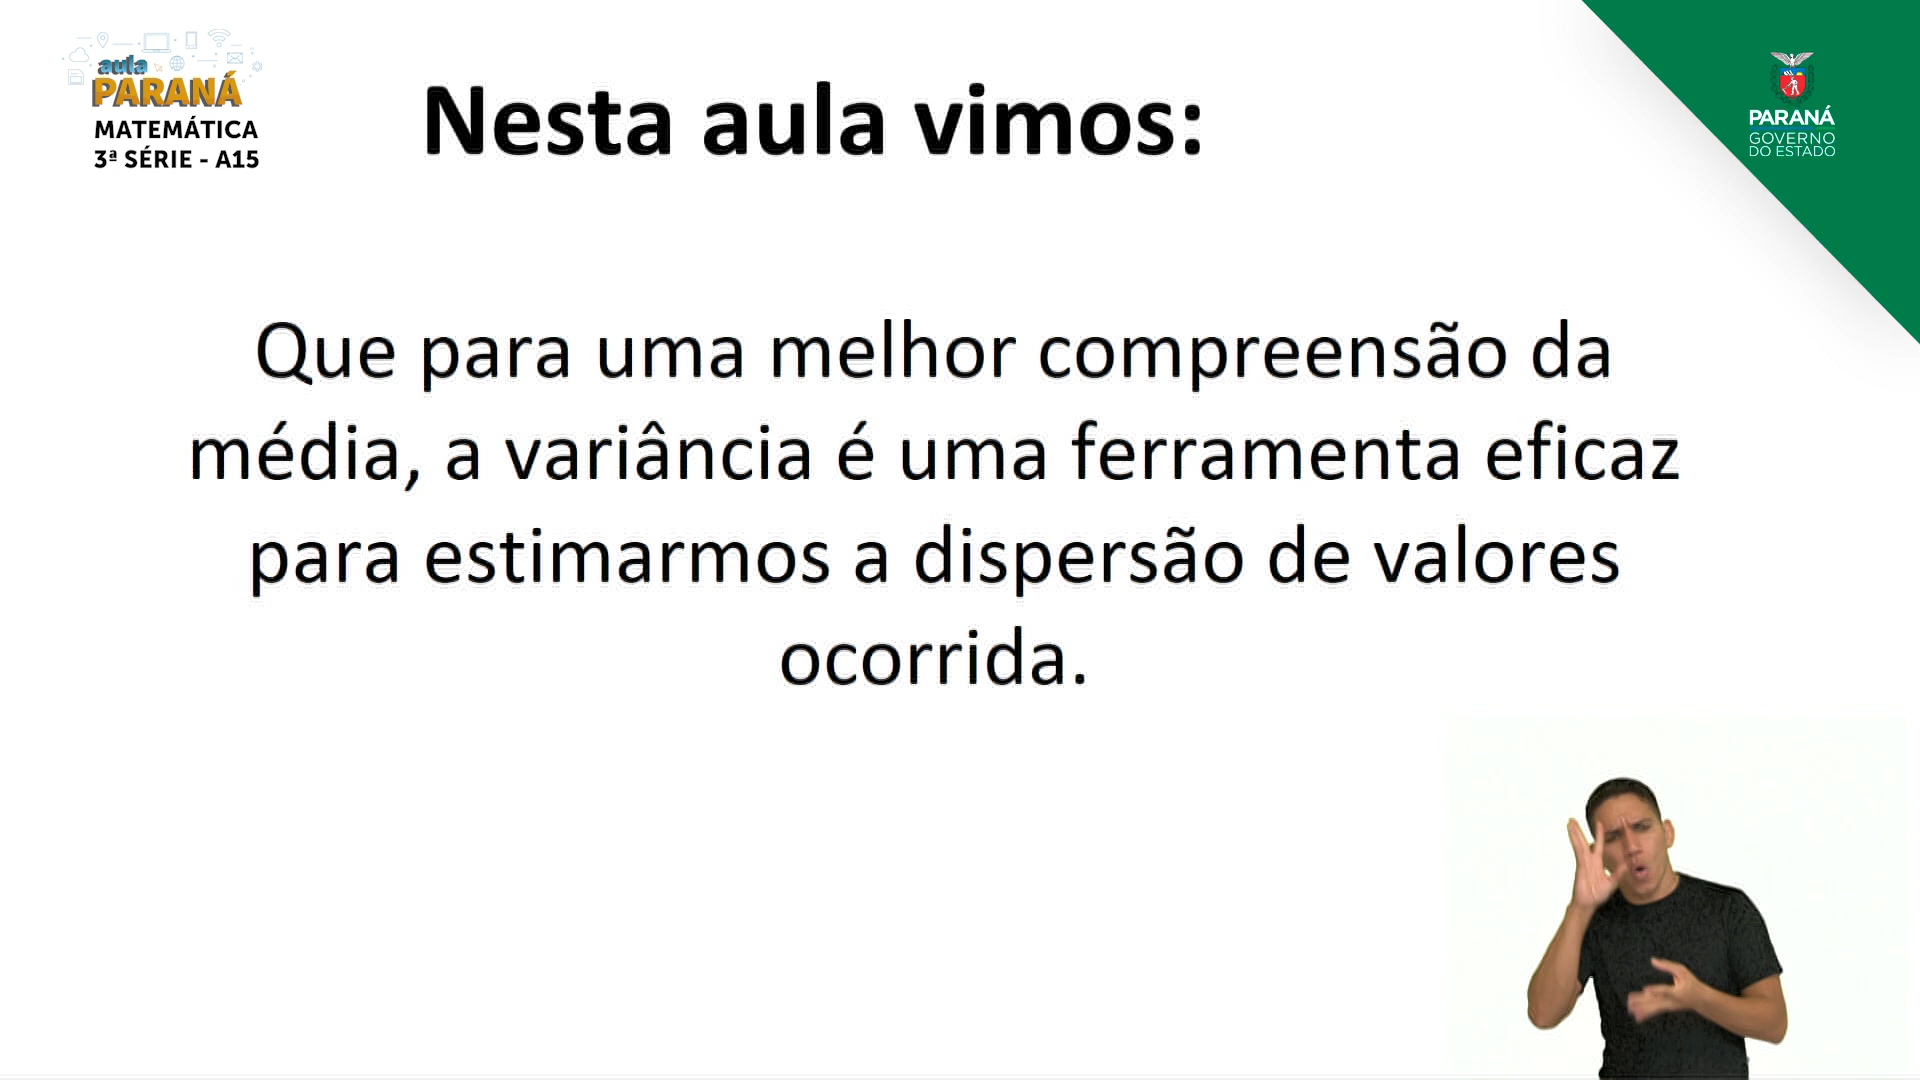 aula
PARANÁ
MATEMÁTICA
3ª SÉRIE - A15
Nesta aula vimos:
PARANÁ
GOVERNO
DO ESTADO
Que para uma melhor compreensão da
média, a variância é uma ferramenta eficaz
para estimarmos a dispersão de valores
ocorrida.